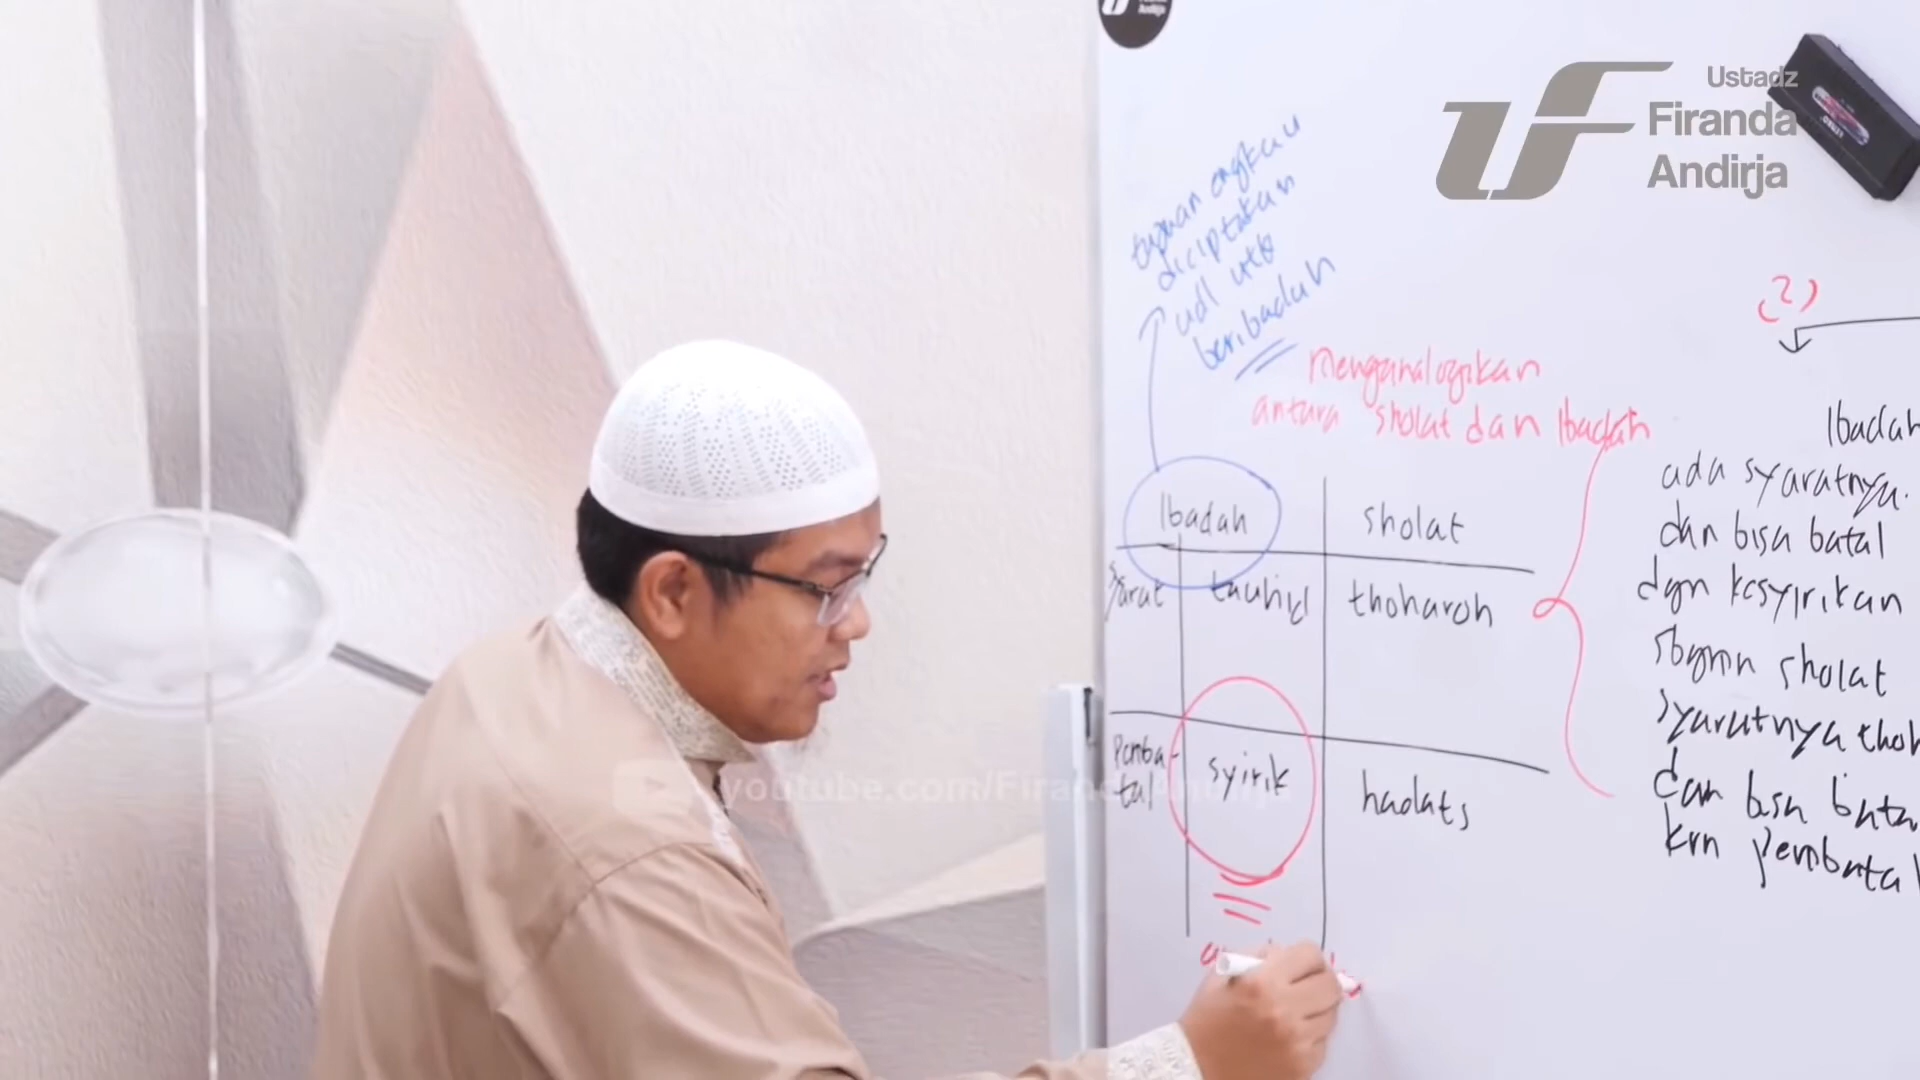 Ustadz
Firanda
Andirja
tujuan engkau
diciptakan
adl utk
beribadah
(2)
Menganalogikan
antara sholat dan Ibadah
Ibadah
sholat
syarat
tauhid
thoharoh
Pemba-
tal
syirik
hadats
Ibadah
ada syaratnya.
dan bisa batal
dgn kesyirikan
sbgmn sholat
syaratnya thoh
dan bisa bata
krn pembatal
youtube.com/FirandaAndirja